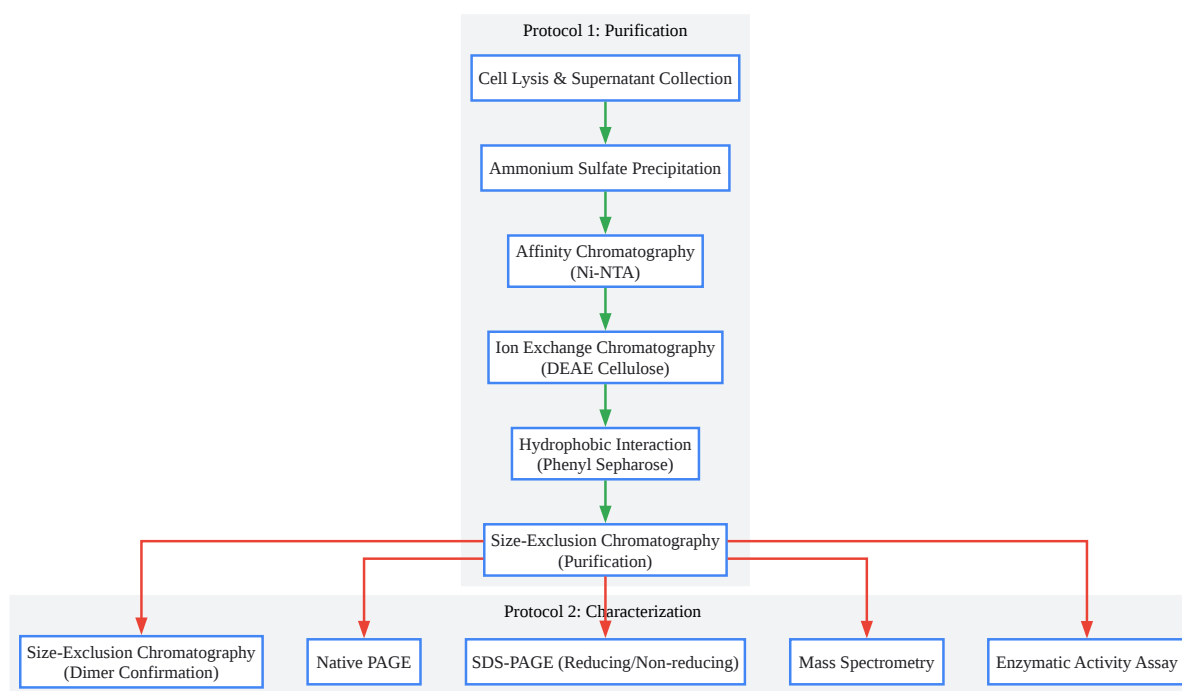 Protocol 1: Purification
Cell Lysis & Supernatant Collection
Ammonium Sulfate Precipitation
Affinity Chromatography
(Ni-NTA)
Ion Exchange Chromatography
(DEAE Cellulose)
Hydrophobic Interaction
(Phenyl Sepharose)
Size-Exclusion Chromatography
(Purification)
Protocol 2: Characterization
Size-Exclusion Chromatography
(Dimer Confirmation)
Native PAGE
SDS-PAGE (Reducing/Non-reducing)
Mass Spectrometry
Enzymatic Activity Assay